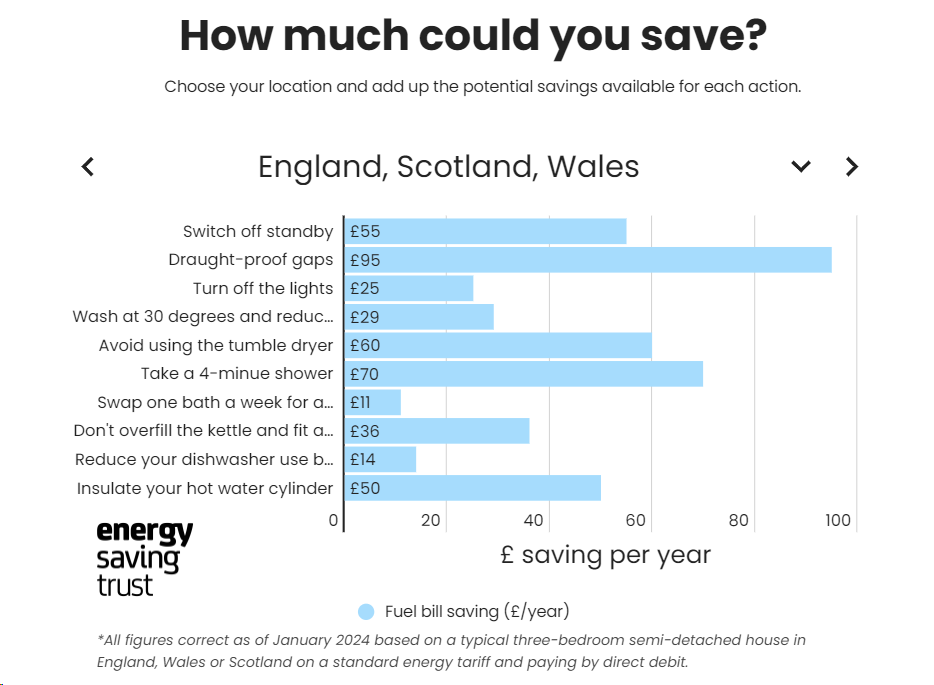 How much could you save?
Choose your location and add up the potential savings available for each action.
England, Scotland, Wales
Switch off standby £55
Draught-proof gaps £95
Turn off the lights £25
Wash at 30 degrees and reduc... £29
Avoid using the tumble dryer £60
Take a 4-minue shower £70
Swap one bath a week for a... £11
Don't overfill the kettle and fit a... £36
Reduce your dishwasher use b... £14
Insulate your hot water cylinder £50
0 20 40 60 80 100
£ saving per year
energy
saving
trust
Fuel bill saving (£/year)
*All figures correct as of January 2024 based on a typical three-bedroom semi-detached house in
England, Wales or Scotland on a standard energy tariff and paying by direct debit.